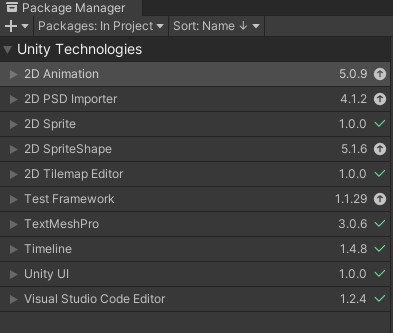 Package Manager
+ Packages: In Project Sort: Name ↓
Unity Technologies
2D Animation 5.0.9
2D PSD Importer 4.1.2
2D Sprite 1.0.0
2D SpriteShape 5.1.6
2D Tilemap Editor 1.0.0
Test Framework 1.1.29
TextMeshPro 3.0.6
Timeline 1.4.8
Unity UI 1.0.0
Visual Studio Code Editor 1.2.4